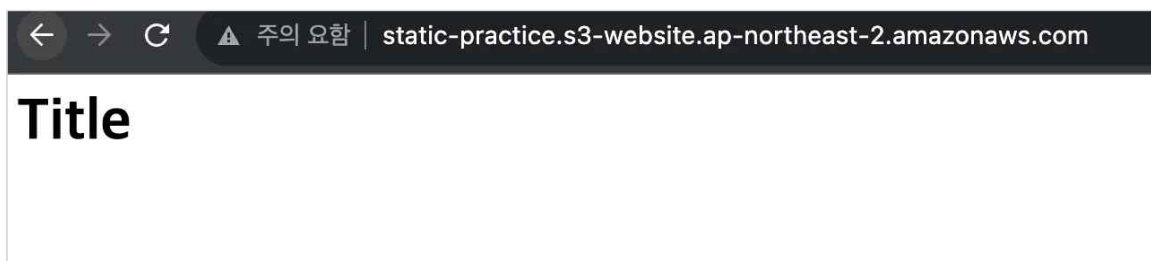 주의 요함 static-practice.s3-website.ap-northeast-2.amazonaws.com
Title